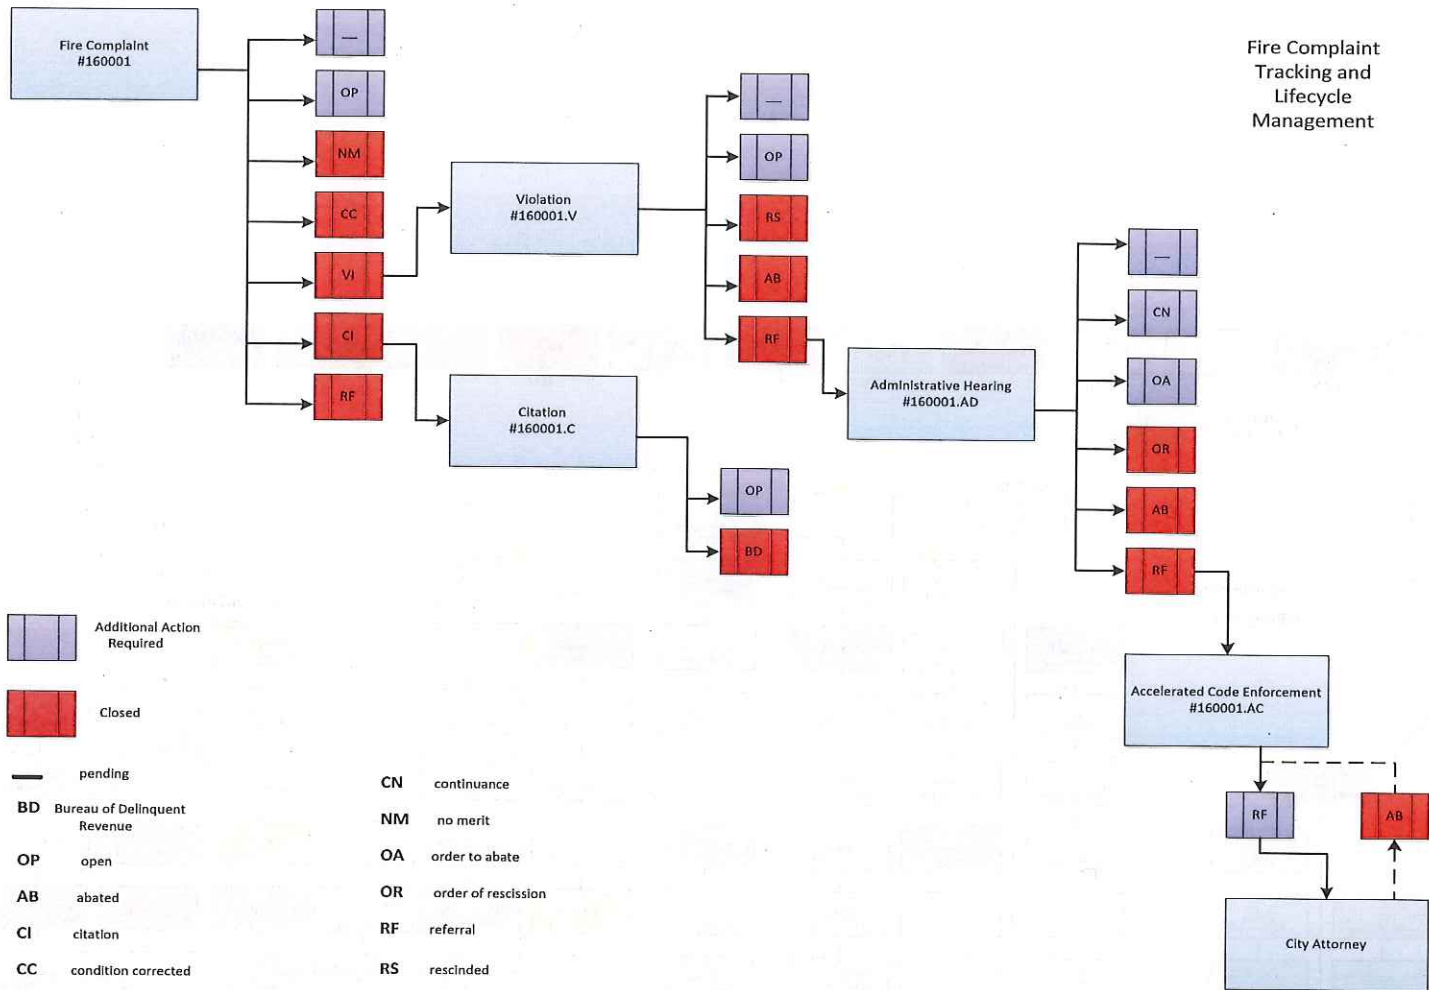 Fire Complaint
Tracking and
Lifecycle
Management
Fire Complaint
#160001
__
OP
NM
CC
VI
CI
RF
Violation
#160001.V
__
OP
RS
AB
RF
Citation
#160001.C
OP
BD
Administrative Hearing
#160001.AD
__
CN
OA
OR
AB
RF
Accelerated Code Enforcement
#160001.AC
RF
AB
City Attorney
Additional Action
Required
Closed
— pending
BD Bureau of Delinquent
Revenue
OP open
AB abated
CI citation
CC condition corrected
CN continuance
NM no merit
OA order to abate
OR order of rescission
RF referral
RS rescinded